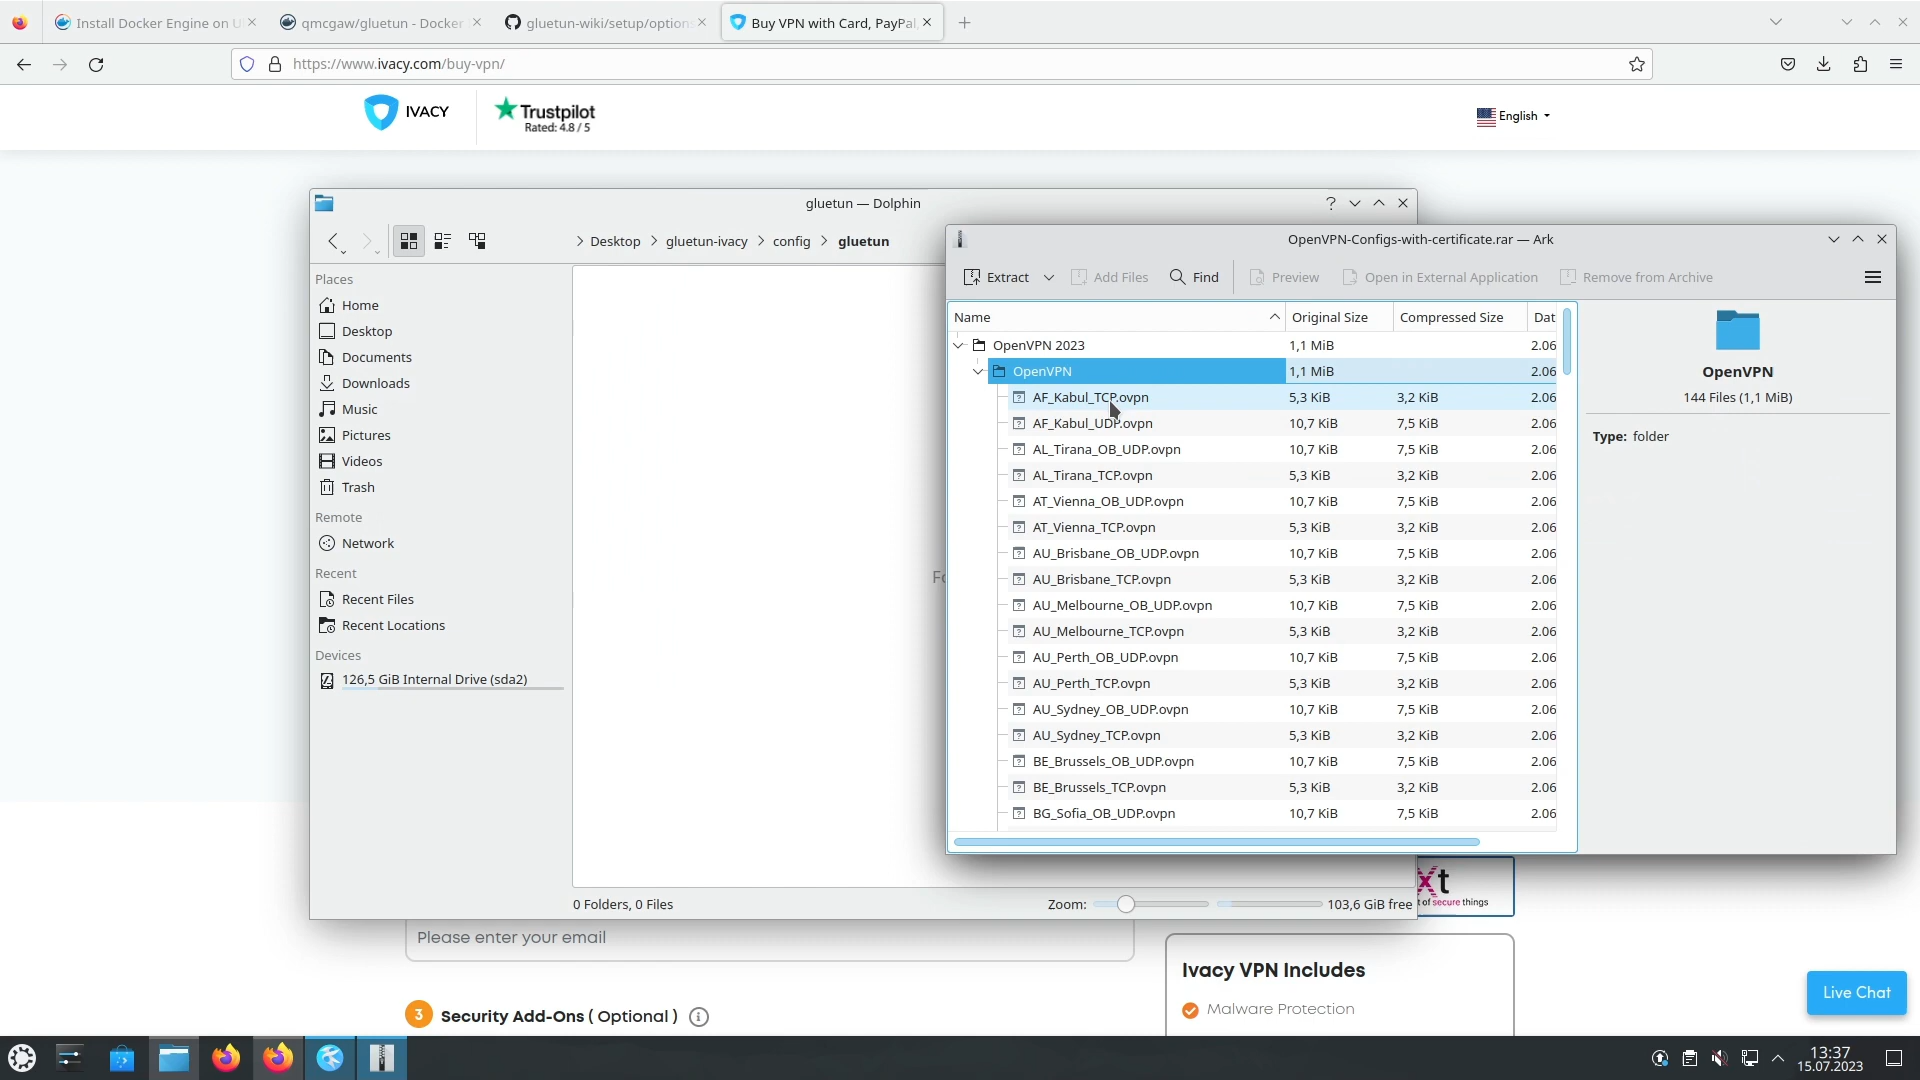 Install Docker Engine on U
qmcgaw/gluetun - Docker
gluetun-wiki/setup/option
Buy VPN with Card, PayPal,
https://www.ivacy.com/buy-vpn/
IVACY
Trustpilot
Rated: 4.8 / 5
English
gluetun — Dolphin
Desktop
gluetun-ivacy
config
gluetun
Places
Home
Desktop
Documents
Downloads
Music
Pictures
Videos
Trash
Remote
Network
Recent
Recent Files
Recent Locations
Devices
126,5 GiB Internal Drive (sda2)
Fo
0 Folders, 0 Files
Zoom:
103,6 GiB free
OpenVPN-Configs-with-certificate.rar — Ark
Extract
Add Files
Find
Preview
Open in External Application
Remove from Archive
Name Original Size Compressed Size Dat
OpenVPN 2023 1,1 MiB 2.06
OpenVPN 1,1 MiB 2.06
AF_Kabul_TCP.ovpn 5,3 KiB 3,2 KiB 2.06
AF_Kabul_UDP.ovpn 10,7 KiB 7,5 KiB 2.06
AL_Tirana_OB_UDP.ovpn 10,7 KiB 7,5 KiB 2.06
AL_Tirana_TCP.ovpn 5,3 KiB 3,2 KiB 2.06
AT_Vienna_OB_UDP.ovpn 10,7 KiB 7,5 KiB 2.06
AT_Vienna_TCP.ovpn 5,3 KiB 3,2 KiB 2.06
AU_Brisbane_OB_UDP.ovpn 10,7 KiB 7,5 KiB 2.06
AU_Brisbane_TCP.ovpn 5,3 KiB 3,2 KiB 2.06
AU_Melbourne_OB_UDP.ovpn 10,7 KiB 7,5 KiB 2.06
AU_Melbourne_TCP.ovpn 5,3 KiB 3,2 KiB 2.06
AU_Perth_OB_UDP.ovpn 10,7 KiB 7,5 KiB 2.06
AU_Perth_TCP.ovpn 5,3 KiB 3,2 KiB 2.06
AU_Sydney_OB_UDP.ovpn 10,7 KiB 7,5 KiB 2.06
AU_Sydney_TCP.ovpn 5,3 KiB 3,2 KiB 2.06
BE_Brussels_OB_UDP.ovpn 10,7 KiB 7,5 KiB 2.06
BE_Brussels_TCP.ovpn 5,3 KiB 3,2 KiB 2.06
BG_Sofia_OB_UDP.ovpn 10,7 KiB 7,5 KiB 2.06
OpenVPN
144 Files (1,1 MiB)
Type: folder
xt
t of secure things
Please enter your email
3 Security Add-Ons ( Optional )
Ivacy VPN Includes
Malware Protection
Live Chat
13:37
15.07.2023